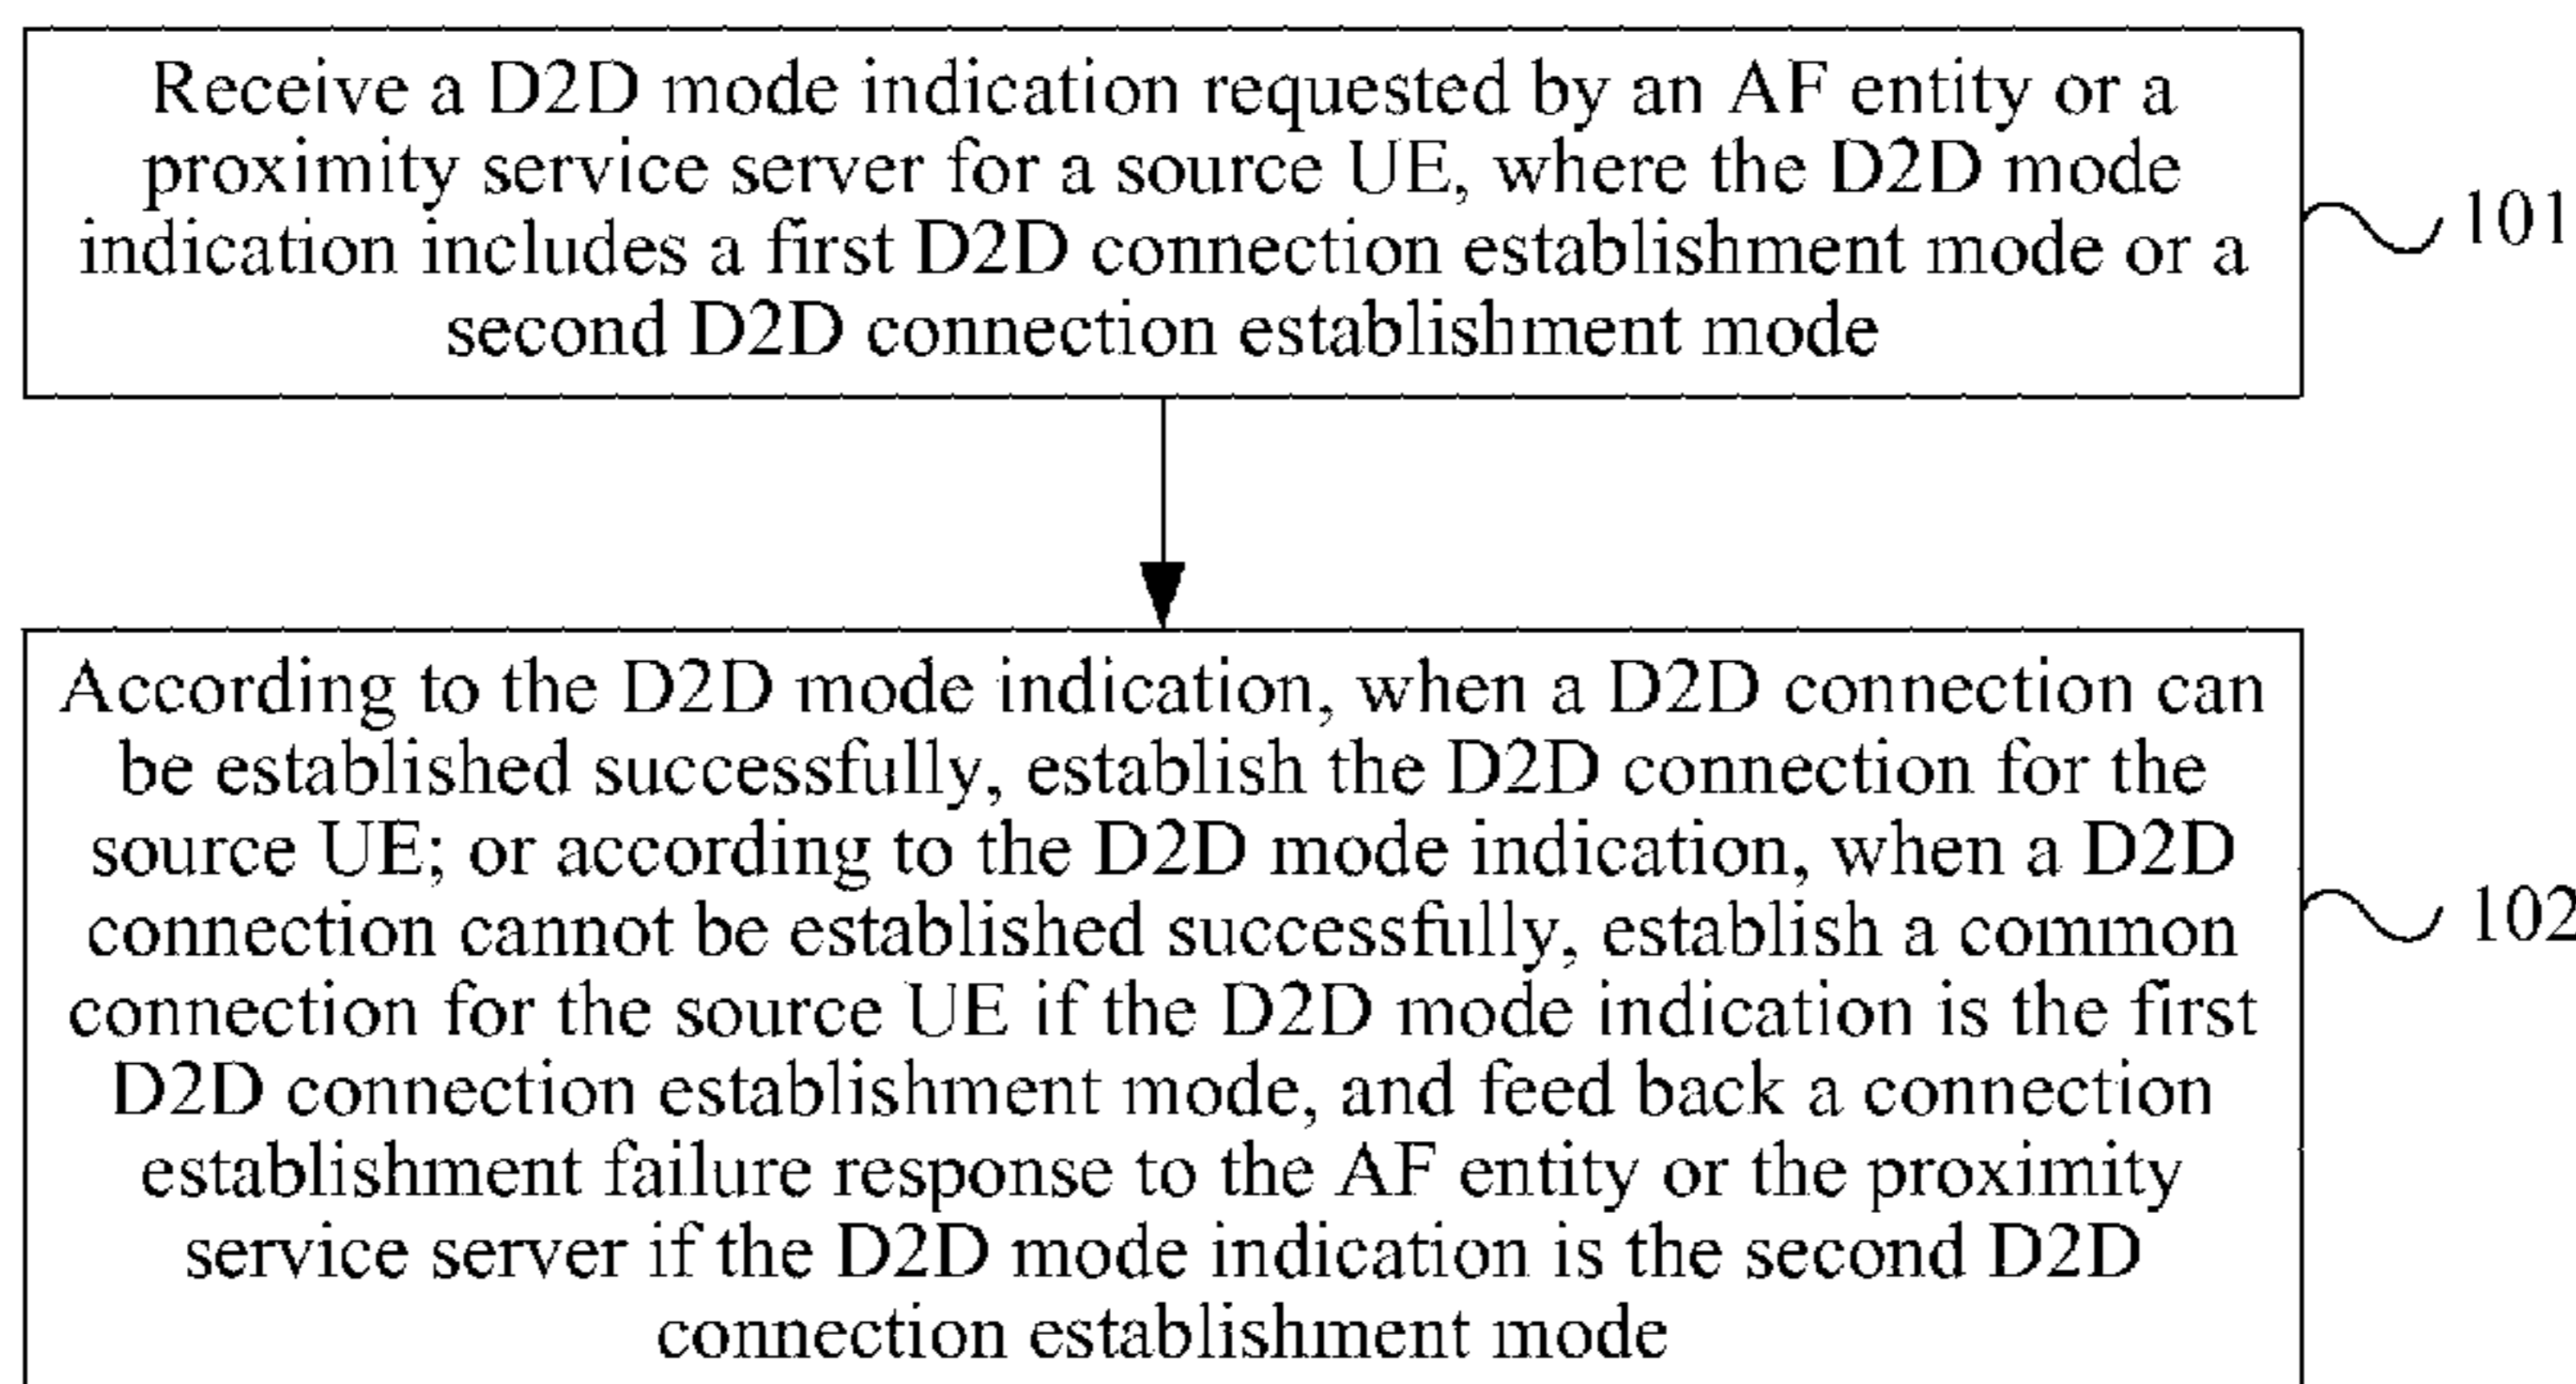 Receive a D2D mode indication requested by an AF entity or a
proximity service server for a source UE, where the D2D mode
indication includes a first D2D connection establishment mode or a
second D2D connection establishment mode
101
According to the D2D mode indication, when a D2D connection can
be established successfully, establish the D2D connection for the
source UE; or according to the D2D mode indication, when a D2D
connection cannot be established successfully, establish a common
connection for the source UE if the D2D mode indication is the first
D2D connection establishment mode, and feed back a connection
establishment failure response to the AF entity or the proximity
service server if the D2D mode indication is the second D2D
connection establishment mode
102